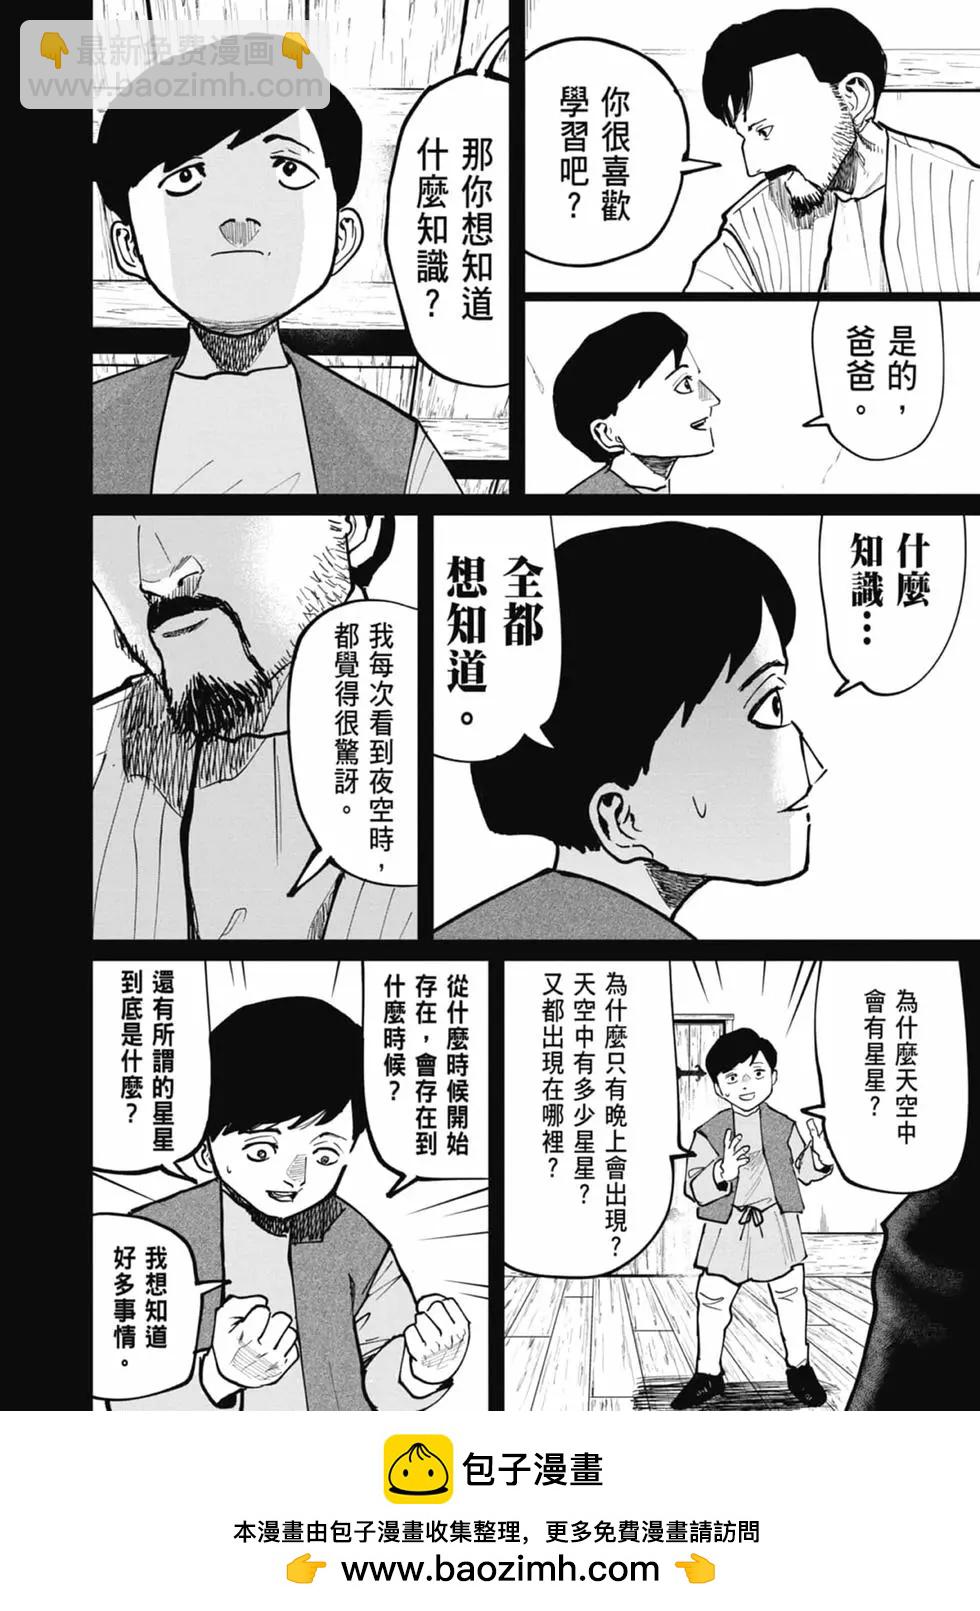 最新免费漫画
www.baozimh.com
你很喜歡
學習吧？
是的，
爸爸。
那你想知道
什麼知識？
什麼
知識…
全都
想知道。
我每次看到夜空時，
都覺得很驚訝。
為什麼天空中
會有星星？
為什麼只有晚上會出現？
天空中有多少星星？
又都出現在哪裡？
從什麼時候開始
存在，會存在到
什麼時候？
還有所謂的星星
到底是什麼？
我想知道
好多事情。
包子漫畫
本漫畫由包子漫畫收集整理，更多免費漫畫請訪問
www.baozimh.com